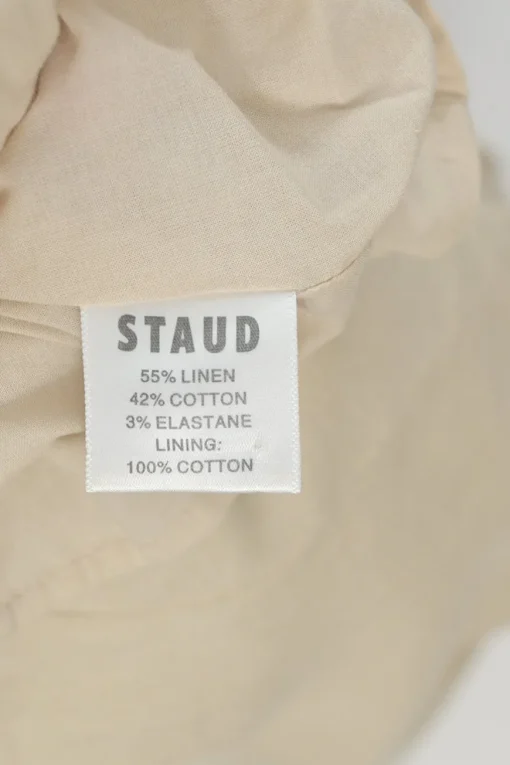 STAUD
55% LINEN
42% COTTON
3% ELASTANE
LINING:
100% COTTON